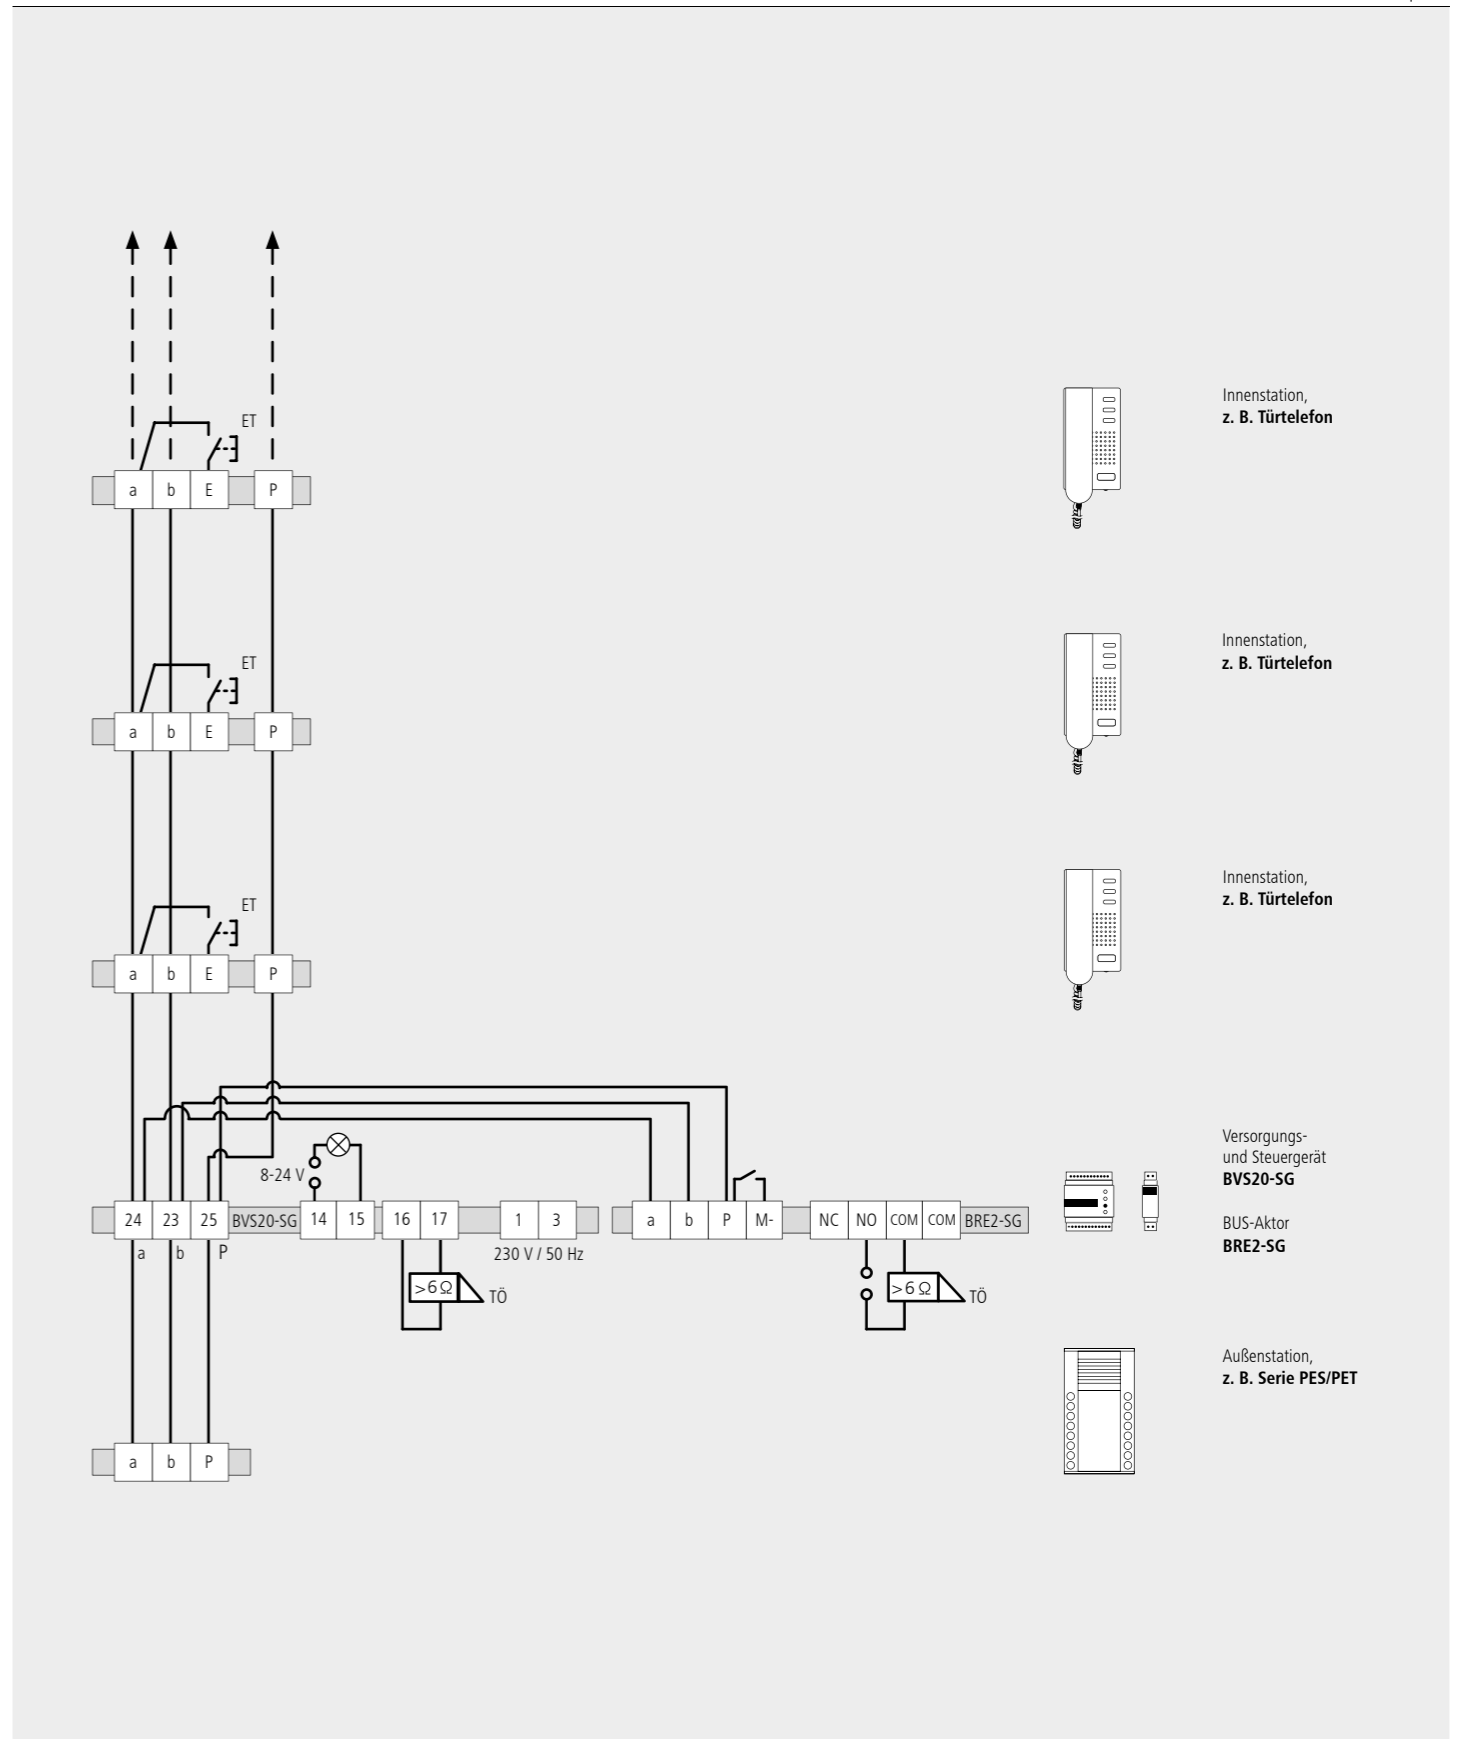 ET
a b E P
Innenstation,
z. B. Türtelefon
ET
a b E P
Innenstation,
z. B. Türtelefon
ET
a b E P
Innenstation,
z. B. Türtelefon
8-24 V
24 23 25 BVS20-SG 14 15 16 17 1 3 a b P M- NC NO COM COM BRE2-SG
a b P
230 V / 50 Hz
>6 Ω TÖ
>6 Ω TÖ
Versorgungs-
und Steuergerät
BVS20-SG
BUS-Aktor
BRE2-SG
a b P
Außenstation,
z. B. Serie PES/PET